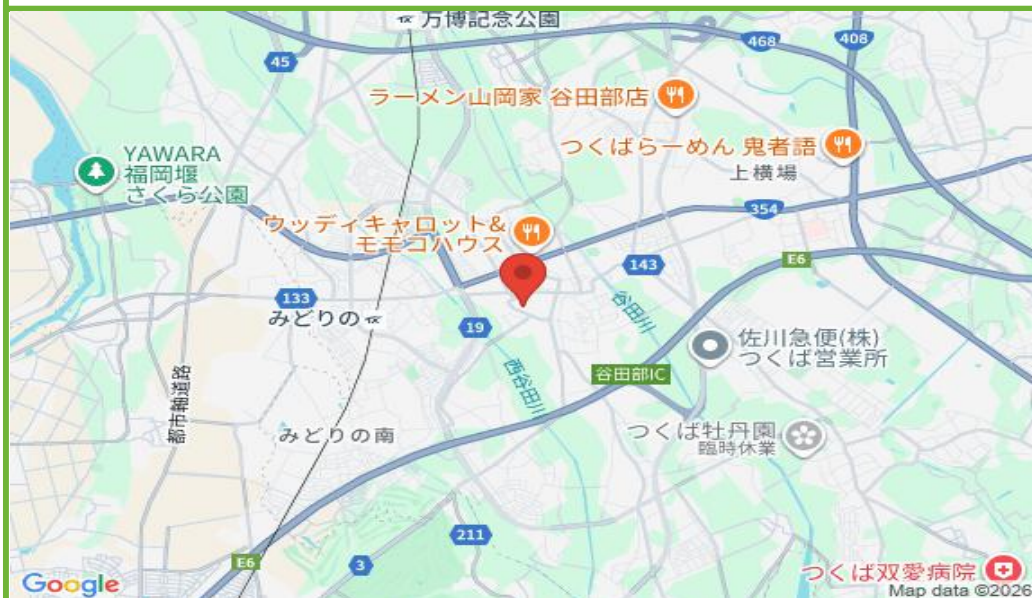 万博記念公園
468
408
45
ラーメン山岡家 谷田部店
つくばらーめん 鬼者語
上横場
YAWARA
福岡堰
さくら公園
354
ウッディキャロット&
モモコハウス
E6
143
133
みどりの
谷田川
19
佐川急便(株)
つくば営業所
西谷田川
谷田部IC
都市軸道路
みどりの南
つくば牡丹園
臨時休業
211
E6
3
つくば双愛病院
Google
Map data ©2026